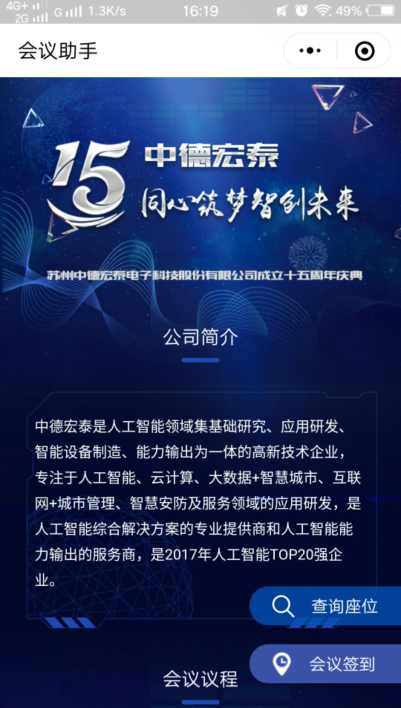 4G+
2G
G
1.3K/s
16:19
49%
会议助手
15
中德宏泰
同心筑梦智创未来
苏州中德宏泰电子科技股份有限公司成立十五周年庆典
公司简介
中德宏泰是人工智能领域集基础研究、应用研发、
智能设备制造、能力输出为一体的高新技术企业，
专注于人工智能、云计算、大数据+智慧城市、互联
网+城市管理、智慧安防及服务领域的应用研发，是
人工智能综合解决方案的专业提供商和人工智能能
力输出的服务商，是2017年人工智能TOP20强企
业。
查询座位
会议签到
会议议程